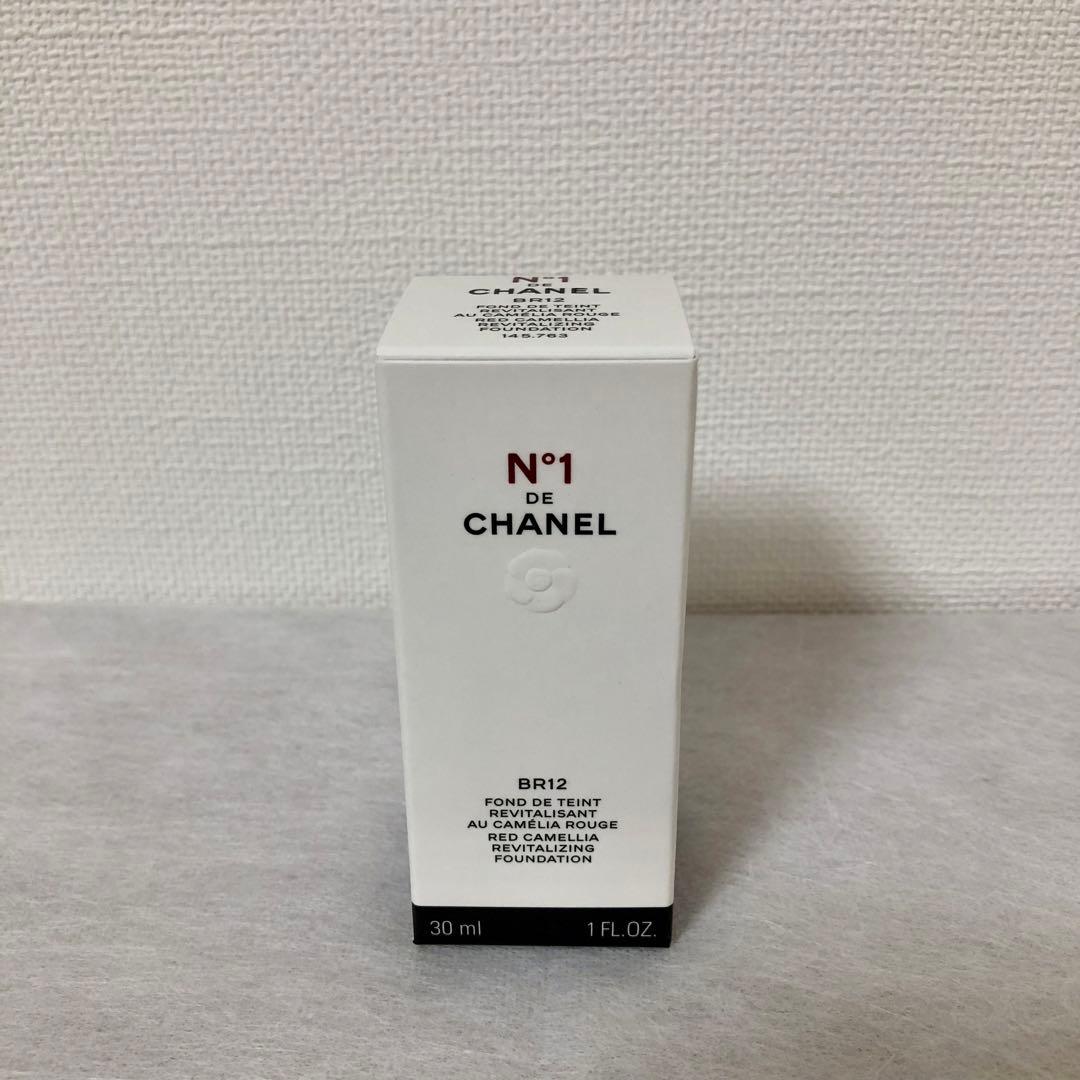 N°1
DE
CHANEL
BR12
FOND DE TEINT
REVITALISANT
AU CAMÉLIA ROUGE
RED CAMELLIA
REVITALIZING
FOUNDATION
145.763
N°1
DE
CHANEL
BR12
FOND DE TEINT
REVITALISANT
AU CAMÉLIA ROUGE
RED CAMELLIA
REVITALIZING
FOUNDATION
30 ml 1 FL.OZ.